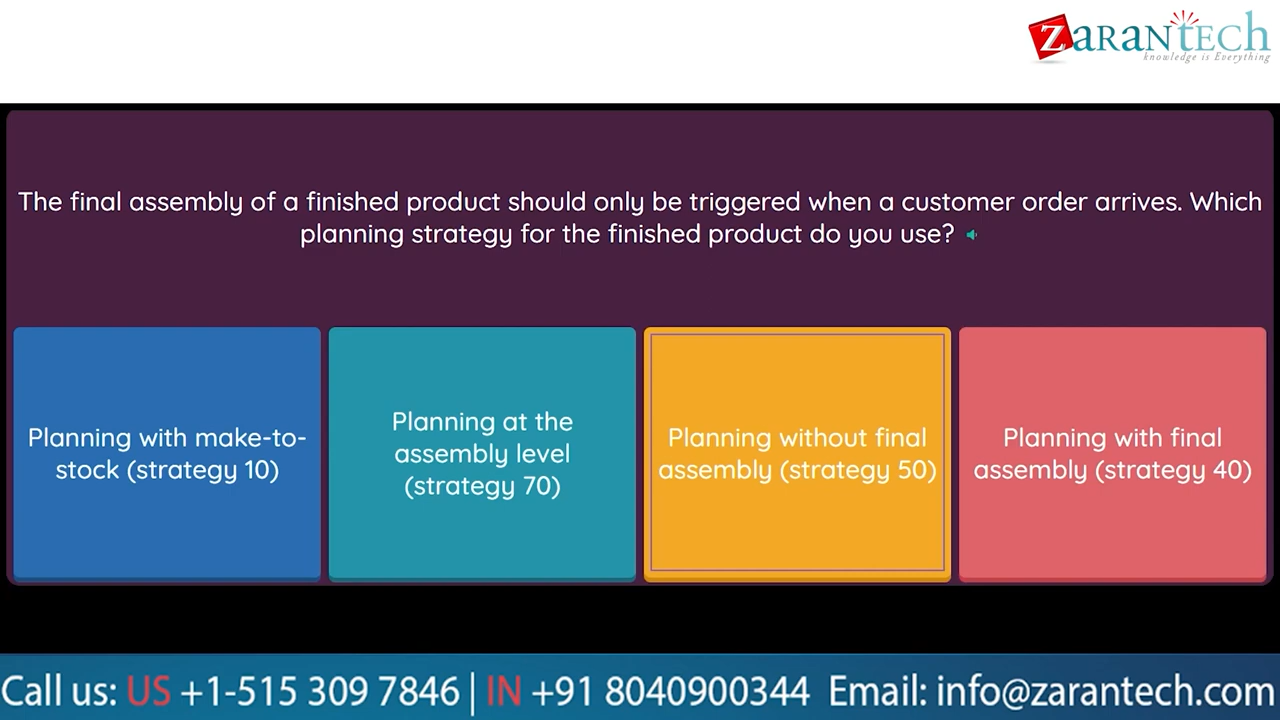 ZARANTECH
knowledge is Everything
The final assembly of a finished product should only be triggered when a customer order arrives. Which
planning strategy for the finished product do you use?
Planning with make-to-
stock (strategy 10)
Planning at the
assembly level
(strategy 70)
Planning without final
assembly (strategy 50)
Planning with final
assembly (strategy 40)
Call us: US +1-515 309 7846 | IN +91 8040900344 Email: info@zarantech.com